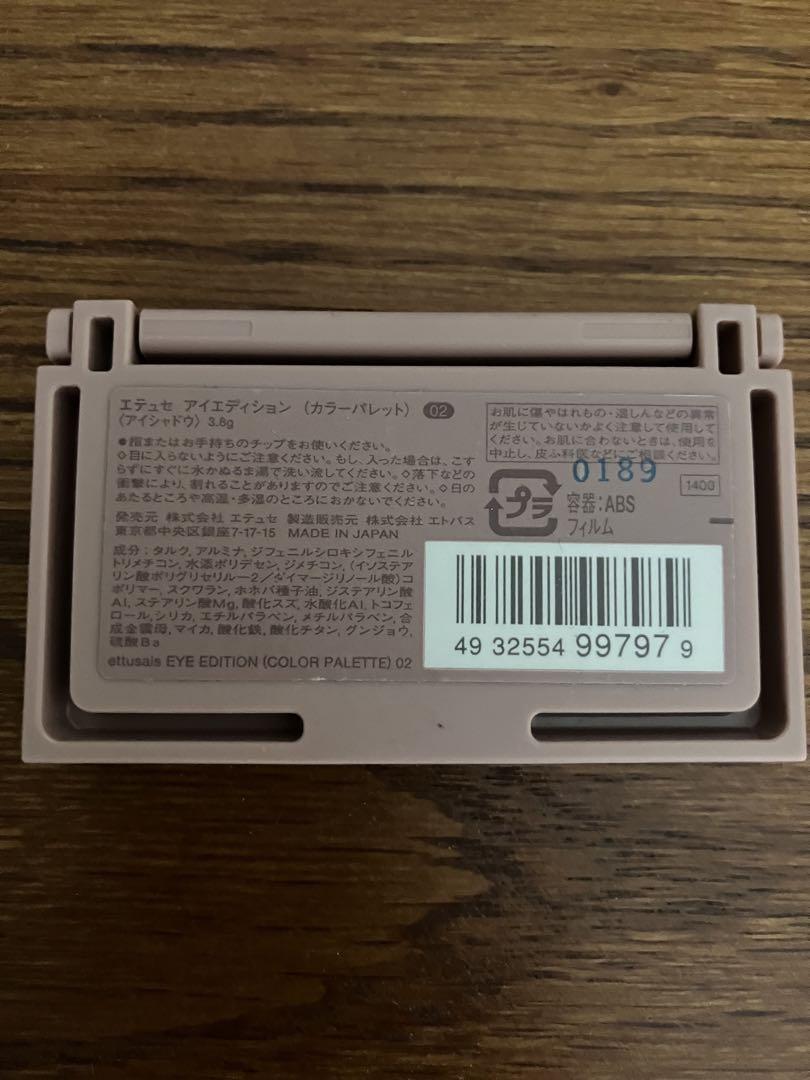 エテュセ アイエディション (カラーパレット) 02
〈アイシャドウ〉 3.8g
●指またはお手持ちのチップをお使いください。
◇目に入らないようにご注意ください。もし、入った場合は、こす
らずにすぐに水かぬるま湯で洗い流してください。◇落下などの
衝撃により、割れることがありますのでご注意ください。◇日の
あたるところや高温・多湿のところにおかないでください。
発売元 株式会社 エテュセ 製造販売元 株式会社 エトバス
東京都中央区銀座7-17-15 MADE IN JAPAN
成分：タルク, アルミナ, ジフェニルシロキシフェニル
トリメチコン, 水添ポリデセン, ジメチコン, (イソステア
リン酸ポリグリセリル－2／ダイマージリノール酸)コ
ポリマー, スクワラン, ホホバ種子油, ジステアリン酸
Al, ステアリン酸Mg, 酸化スズ, 水酸化Al, トコフェ
ロール, シリカ, エチルパラベン, メチルパラベン, 合
成金雲母, マイカ, 酸化鉄, 酸化チタン, グンジョウ,
硫酸Ba
ettusais EYE EDITION (COLOR PALETTE) 02
お肌に傷やはれもの・湿しんなどの異常
が生じていないかよく注意して使用して
ください。お肌に合わないときは、使用を
中止し、皮ふ科医などにご相談ください。
0189
プラ
容器：ABS
フィルム
1400
49 32554 99797 9